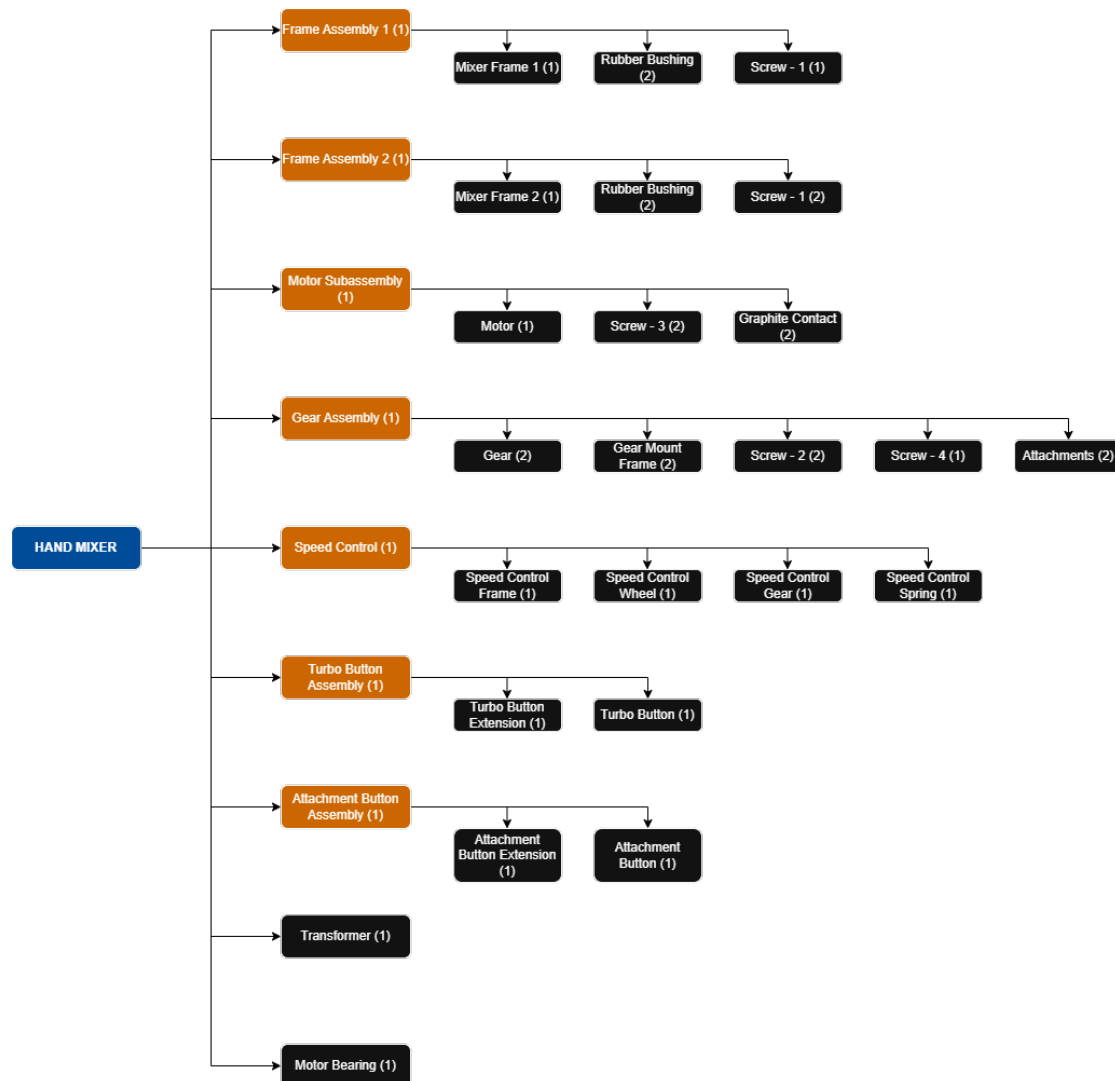 Frame Assembly 1 (1)
Mixer Frame 1 (1)
Rubber Bushing
(2)
Screw - 1 (1)
Frame Assembly 2 (1)
Mixer Frame 2 (1)
Rubber Bushing
(2)
Screw - 1 (2)
Motor Subassembly
(1)
Motor (1)
Screw - 3 (2)
Graphite Contact
(2)
Gear Assembly (1)
Gear (2)
Gear Mount
Frame (2)
Screw - 2 (2)
Screw - 4 (1)
Attachments (2)
HAND MIXER
Speed Control (1)
Speed Control
Frame (1)
Speed Control
Wheel (1)
Speed Control
Gear (1)
Speed Control
Spring (1)
Turbo Button
Assembly (1)
Turbo Button
Extension (1)
Turbo Button (1)
Attachment Button
Assembly (1)
Attachment
Button Extension
(1)
Attachment
Button (1)
Transformer (1)
Motor Bearing (1)